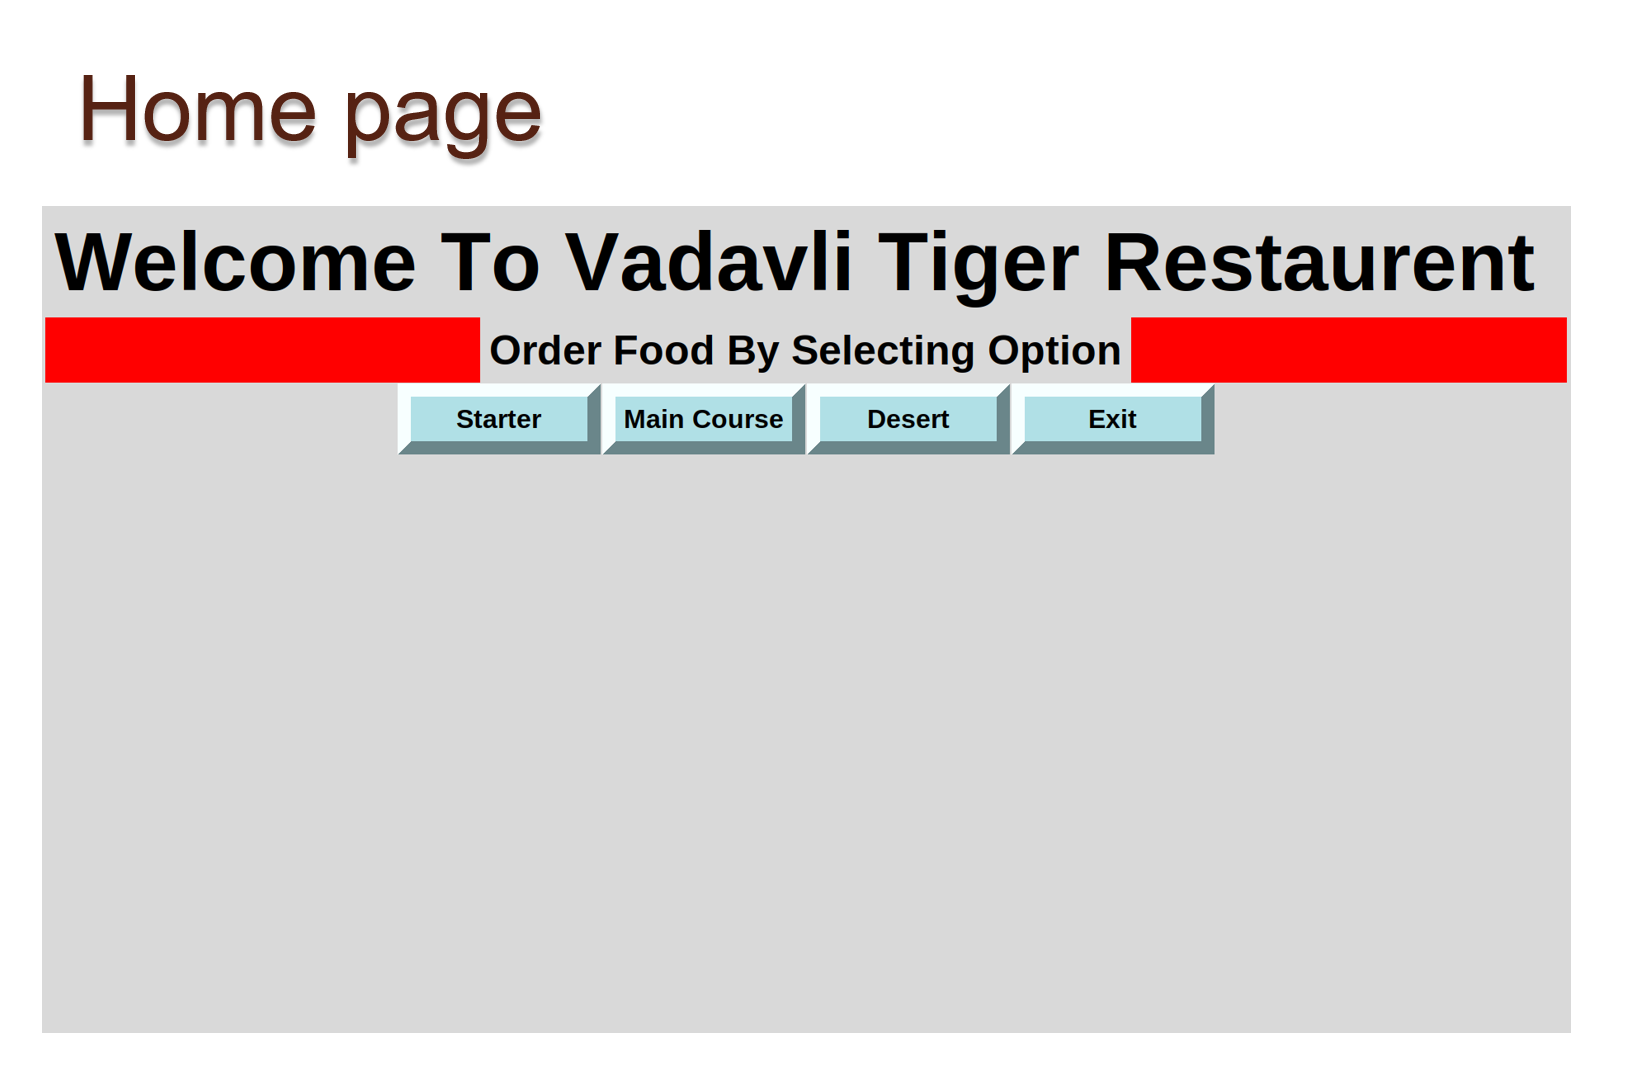 Home page
Welcome To Vadavli Tiger Restaurent
Order Food By Selecting Option
Starter Main Course Desert Exit